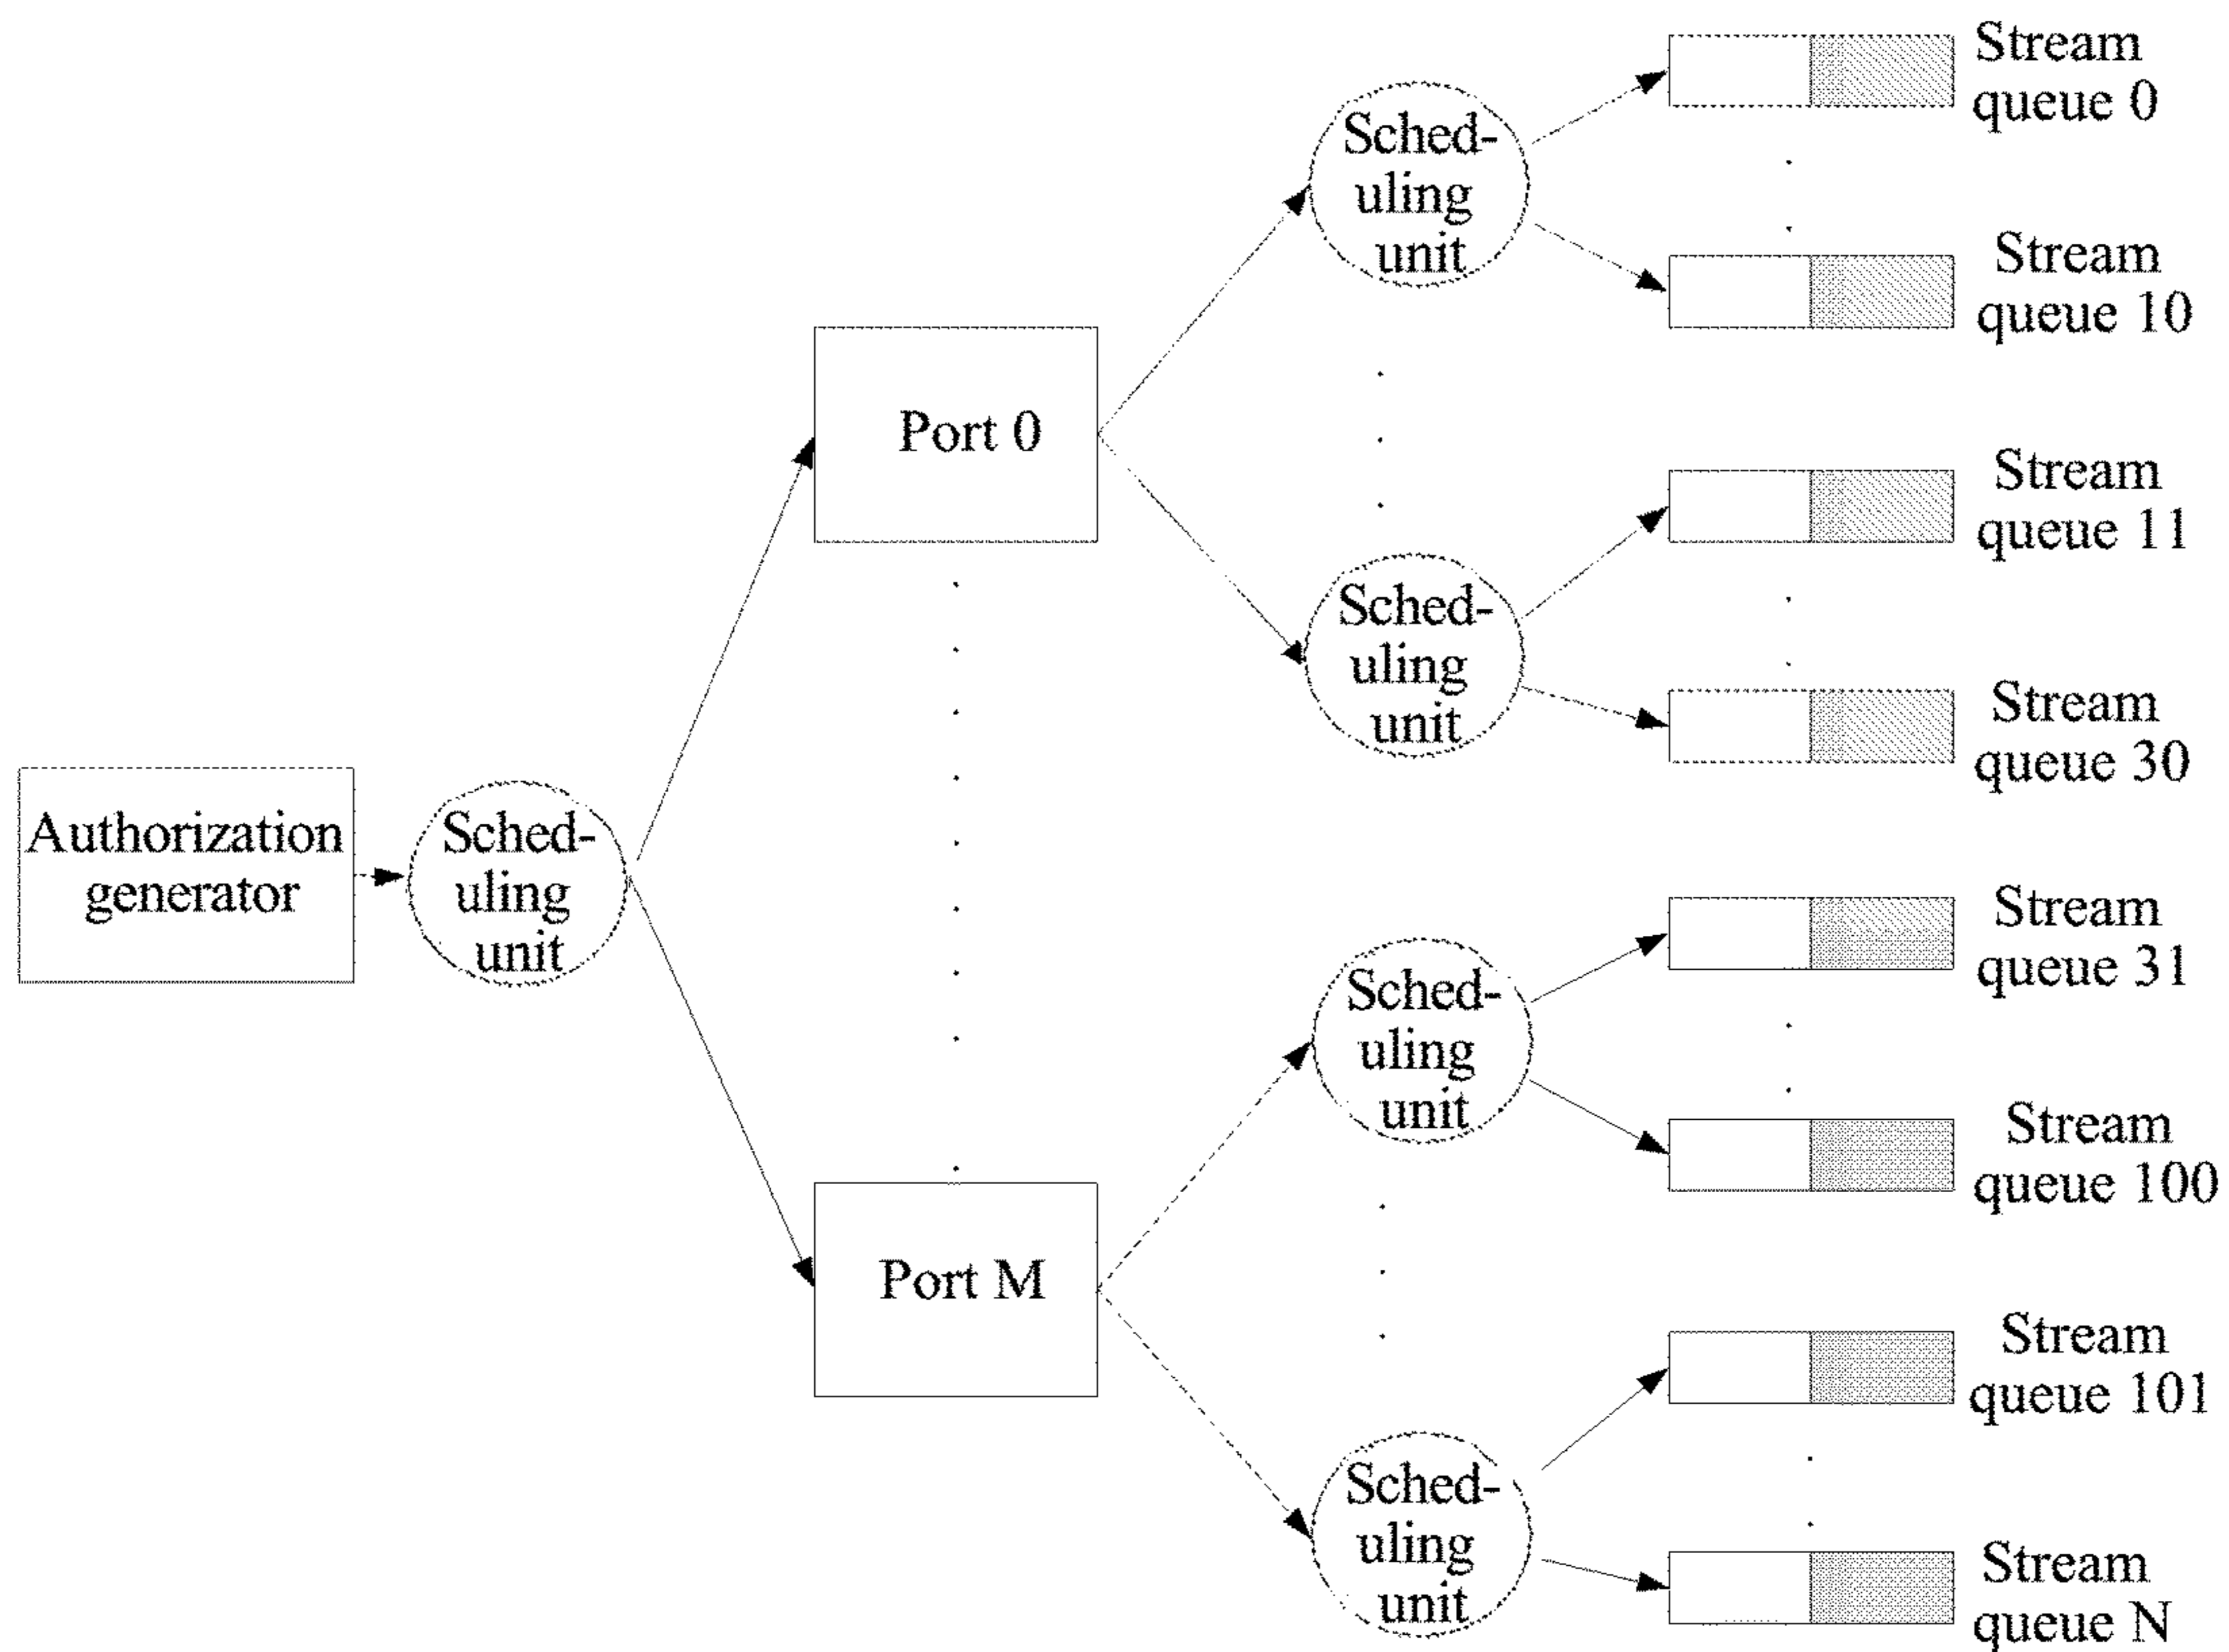 Stream
queue 0
Sched-
uling
unit
Stream
queue 10
Port 0
Stream
queue 11
Sched-
uling
unit
Stream
queue 30
Authorization
generator
Sched-
uling
unit
Stream
queue 31
Sched-
uling
unit
Stream
queue 100
Port M
Stream
queue 101
Sched-
uling
unit
Stream
queue N